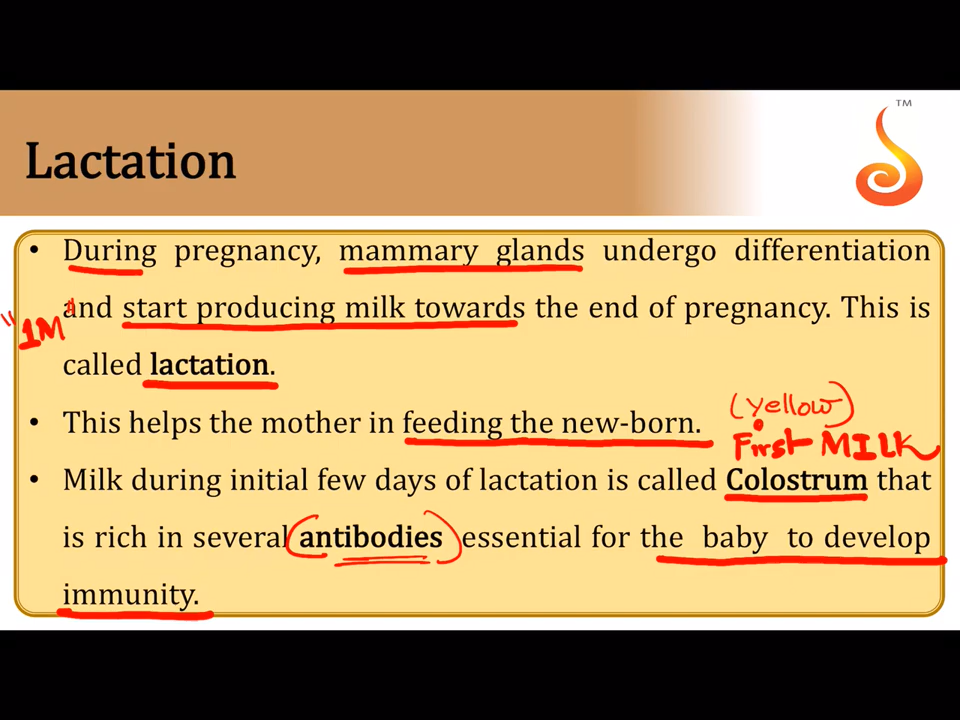 TM
Lactation
• During pregnancy, mammary glands undergo differentiation
and start producing milk towards the end of pregnancy. This is
"1M"
called lactation.
(yellow)
• This helps the mother in feeding the new-born.
First MILK
• Milk during initial few days of lactation is called Colostrum that
is rich in several (antibodies) essential for the baby to develop
immunity.